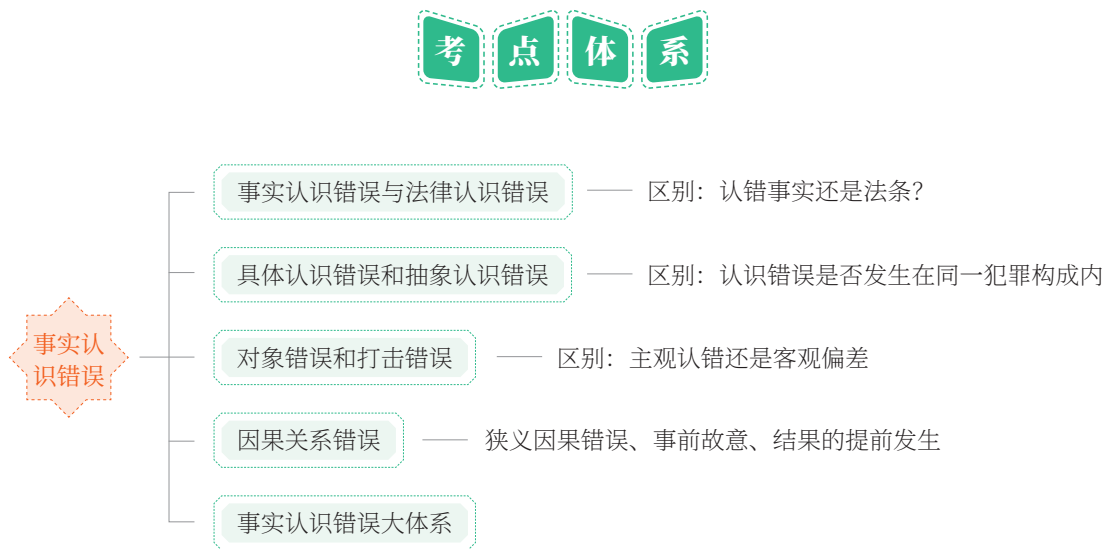 考点体系
事实认识错误与法律认识错误
区别：认错事实还是法条？
具体认识错误和抽象认识错误
区别：认识错误是否发生在同一犯罪构成内
事实认
识错误
对象错误和打击错误
区别：主观认错还是客观偏差
因果关系错误
狭义因果错误、事前故意、结果的提前发生
事实认识错误大体系